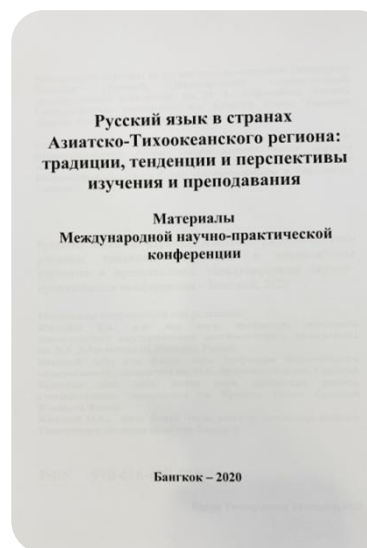 Русский язык в странах
Азиатско-Тихоокеанского региона:
традиции, тенденции и перспективы
изучения и преподавания
Материалы
Международной научно-практической
конференции
Бангкок – 2020